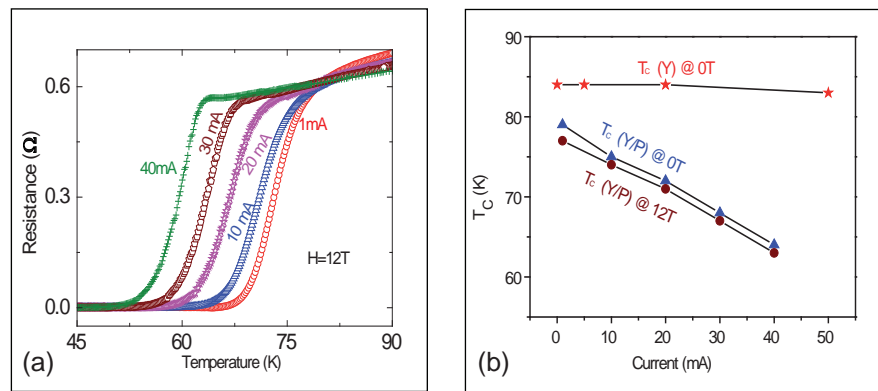 0.6
0.3
0.0
45
60
75
90
Resistance (Ω)
Temperature (K)
40mA
30 mA
20 mA
10 mA
1mA
H=12T
(a)
90
80
70
60
0
10
20
30
40
50
T_C (K)
Current (mA)
Tc (Y) @ 0T
Tc (Y/P) @ 0T
Tc (Y/P) @ 12T
(b)